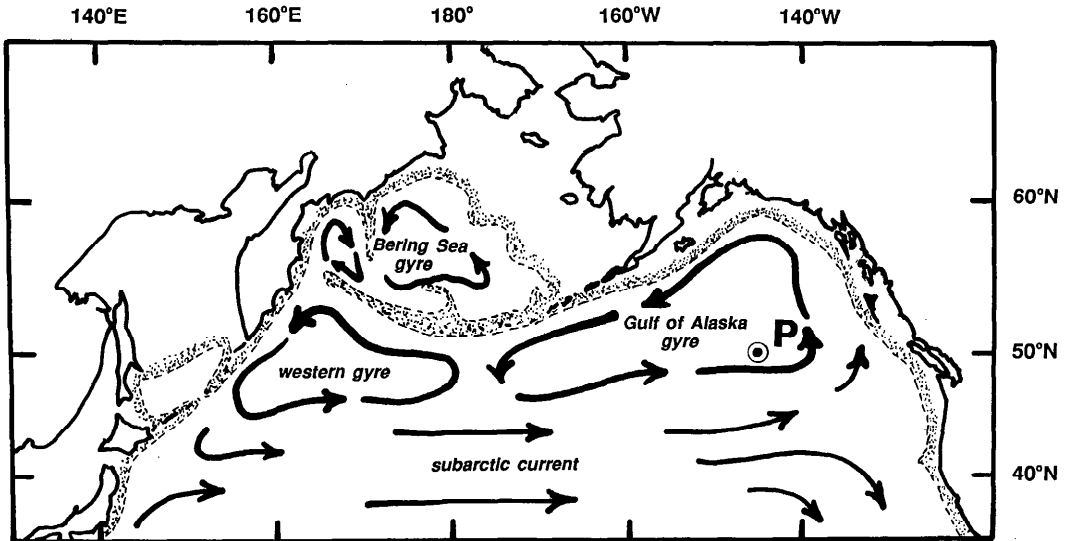 140°E 160°E 180° 160°W 140°W
60°N
Bering Sea
gyre
Gulf of Alaska
gyre
P
50°N
western gyre
subarctic current
40°N